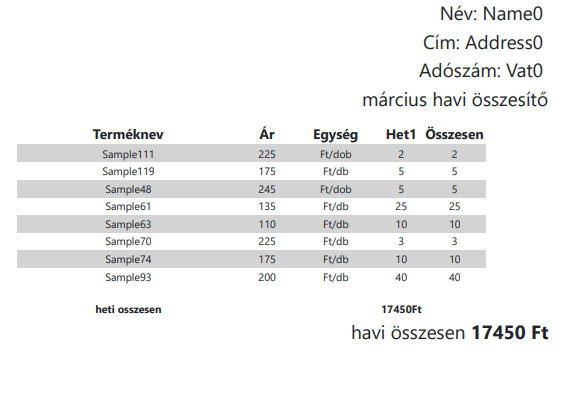 Név: Name0
Cím: Address0
Adószám: Vat0
március havi összesítő
Terméknev Ár Egység Het1 Összesen
Sample111 225 Ft/dob 2 2
Sample119 175 Ft/db 5 5
Sample48 245 Ft/dob 5 5
Sample61 135 Ft/db 25 25
Sample63 110 Ft/db 10 10
Sample70 225 Ft/db 3 3
Sample74 175 Ft/db 10 10
Sample93 200 Ft/db 40 40
heti osszesen 17450Ft
havi összesen 17450 Ft